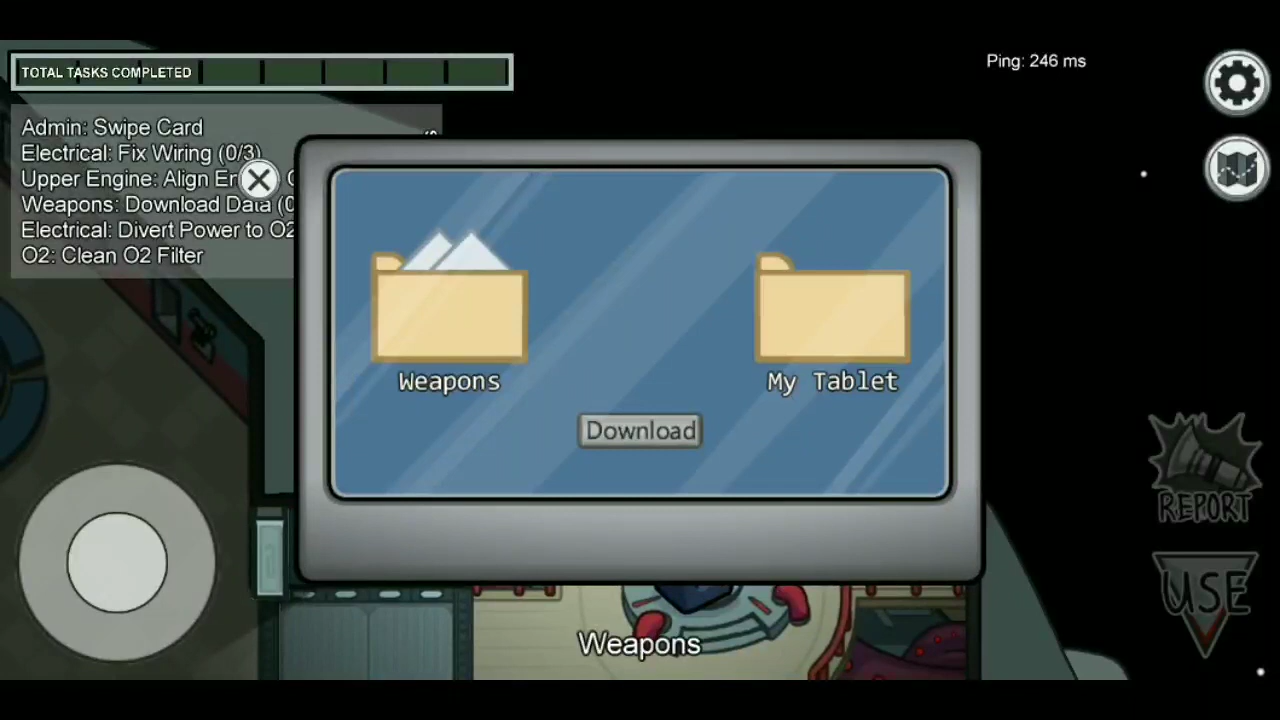 TOTAL TASKS COMPLETED
Ping: 246 ms
Admin: Swipe Card
Electrical: Fix Wiring (0/3)
Upper Engine: Align
Weapons: Download Data (0
Electrical: Divert Power to O2
O2: Clean O2 Filter
Weapons
My Tablet
Download
REPORT
USE
Weapons